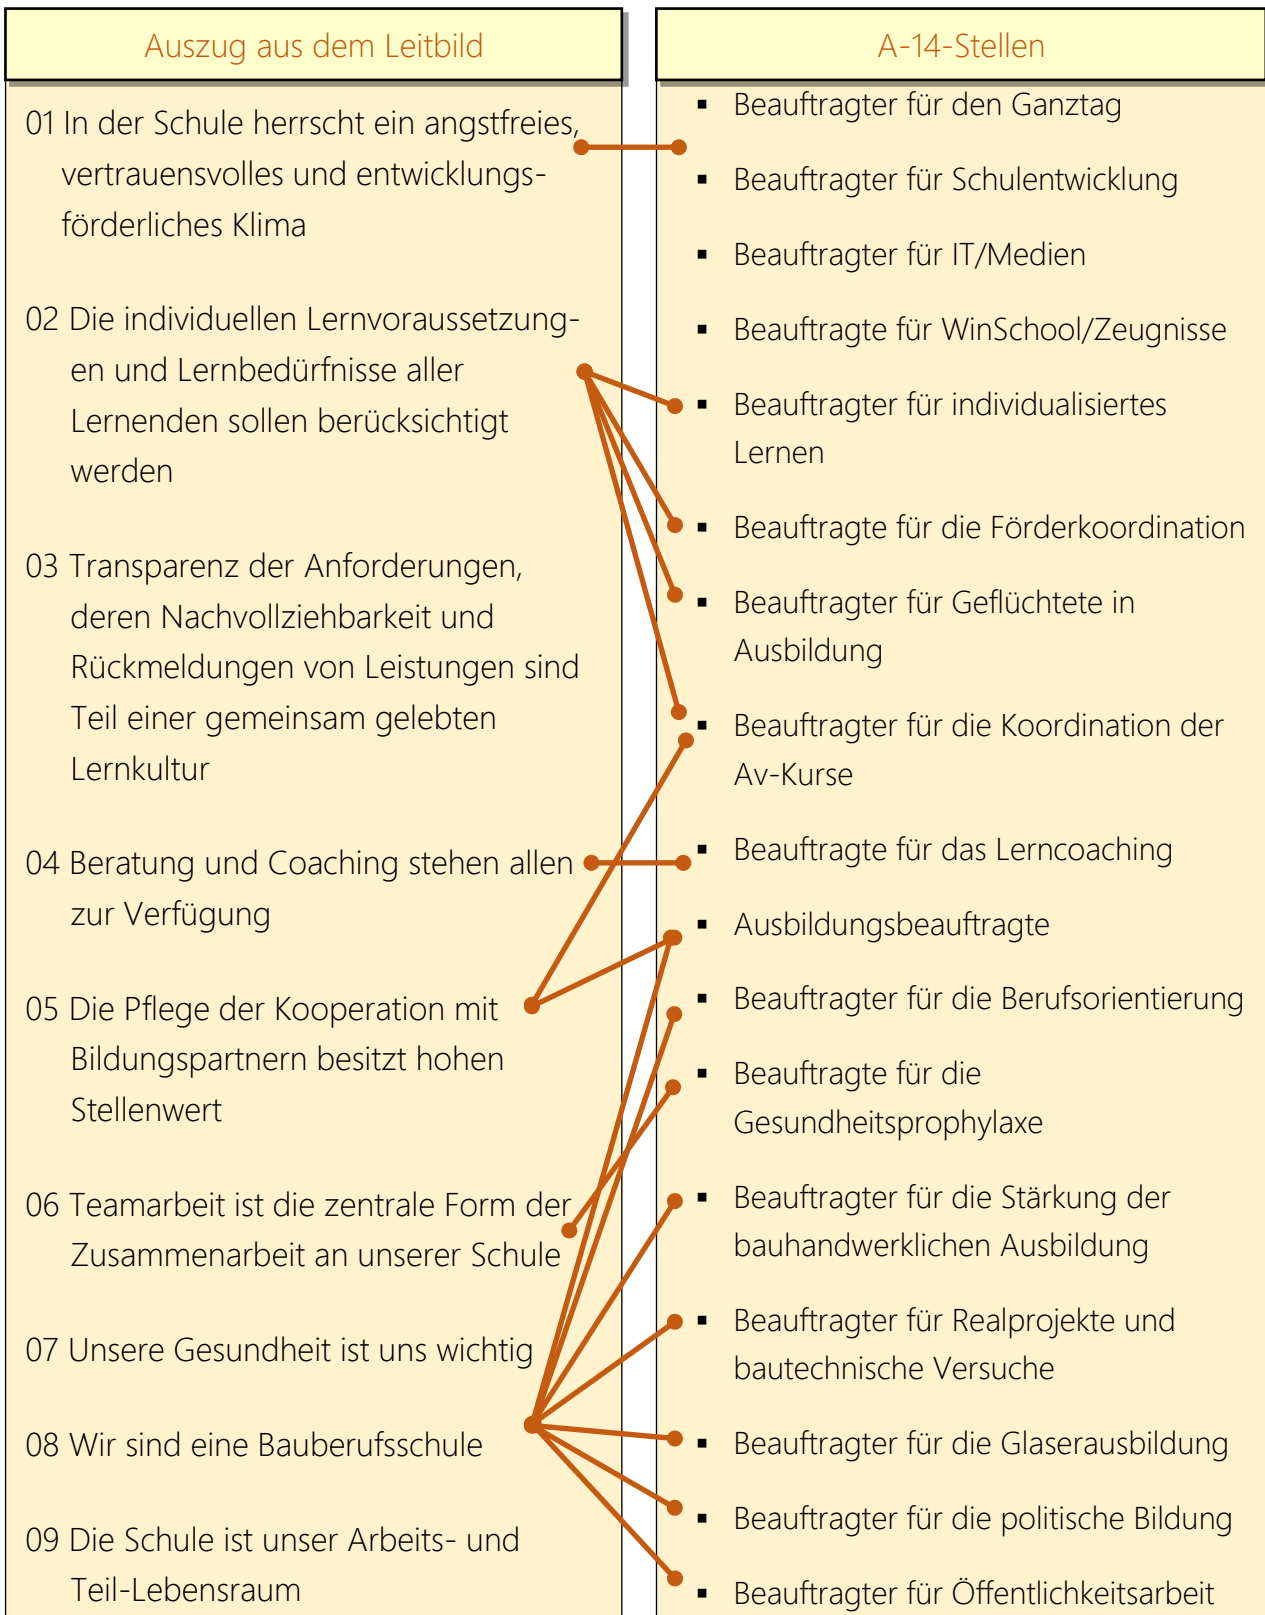 Auszug aus dem Leitbild
01 In der Schule herrscht ein angstfreies,
vertrauensvolles und entwicklungs-
förderliches Klima
02 Die individuellen Lernvoraussetzung-
en und Lernbedürfnisse aller
Lernenden sollen berücksichtigt
werden
03 Transparenz der Anforderungen,
deren Nachvollziehbarkeit und
Rückmeldungen von Leistungen sind
Teil einer gemeinsam gelebten
Lernkultur
04 Beratung und Coaching stehen allen
zur Verfügung
05 Die Pflege der Kooperation mit
Bildungspartnern besitzt hohen
Stellenwert
06 Teamarbeit ist die zentrale Form der
Zusammenarbeit an unserer Schule
07 Unsere Gesundheit ist uns wichtig
08 Wir sind eine Bauberufsschule
09 Die Schule ist unser Arbeits- und
Teil-Lebensraum
A-14-Stellen
▪ Beauftragter für den Ganztag
▪ Beauftragter für Schulentwicklung
▪ Beauftragter für IT/Medien
▪ Beauftragte für WinSchool/Zeugnisse
▪ Beauftragter für individualisiertes
Lernen
▪ Beauftragte für die Förderkoordination
▪ Beauftragter für Geflüchtete in
Ausbildung
▪ Beauftragter für die Koordination der
Av-Kurse
▪ Beauftragte für das Lerncoaching
▪ Ausbildungsbeauftragte
▪ Beauftragter für die Berufsorientierung
▪ Beauftragte für die
Gesundheitsprophylaxe
▪ Beauftragter für die Stärkung der
bauhandwerklichen Ausbildung
▪ Beauftragter für Realprojekte und
bautechnische Versuche
▪ Beauftragter für die Glaserausbildung
▪ Beauftragter für die politische Bildung
▪ Beauftragter für Öffentlichkeitsarbeit